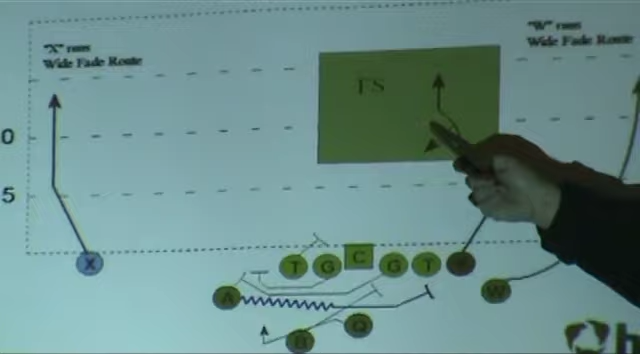 "X" runs
Wide Fade Route
"W" runs
Wide Fade Route
FS
0
5
X
T G C G T
W
A
Q
B